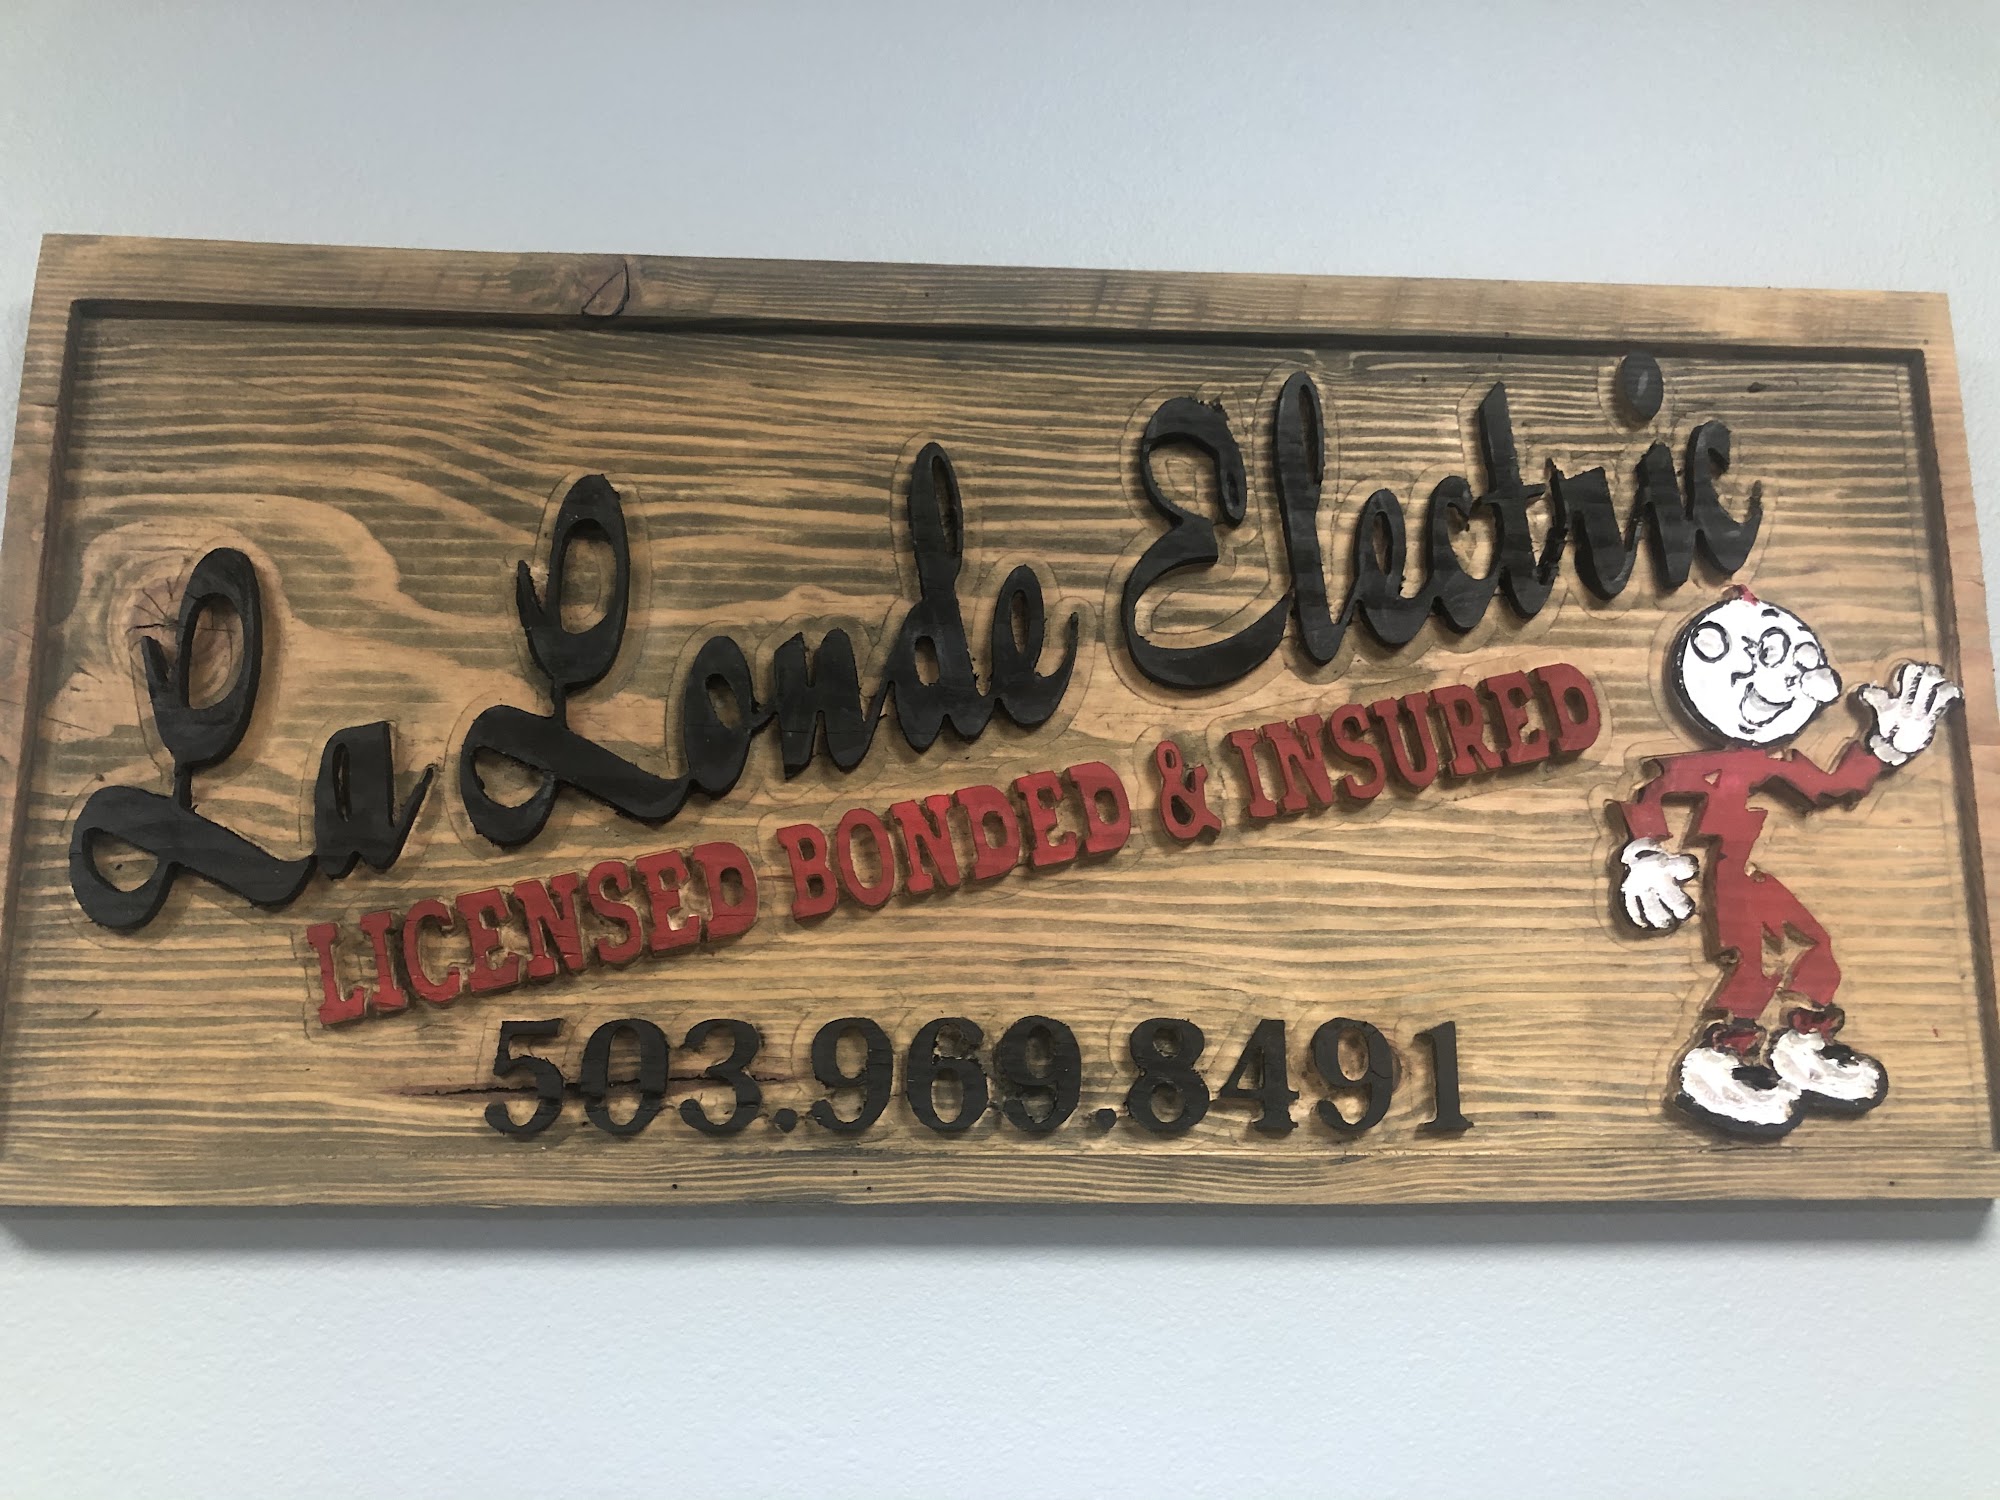 La Londe Electric
LICENSED BONDED & INSURED
503.969.8491